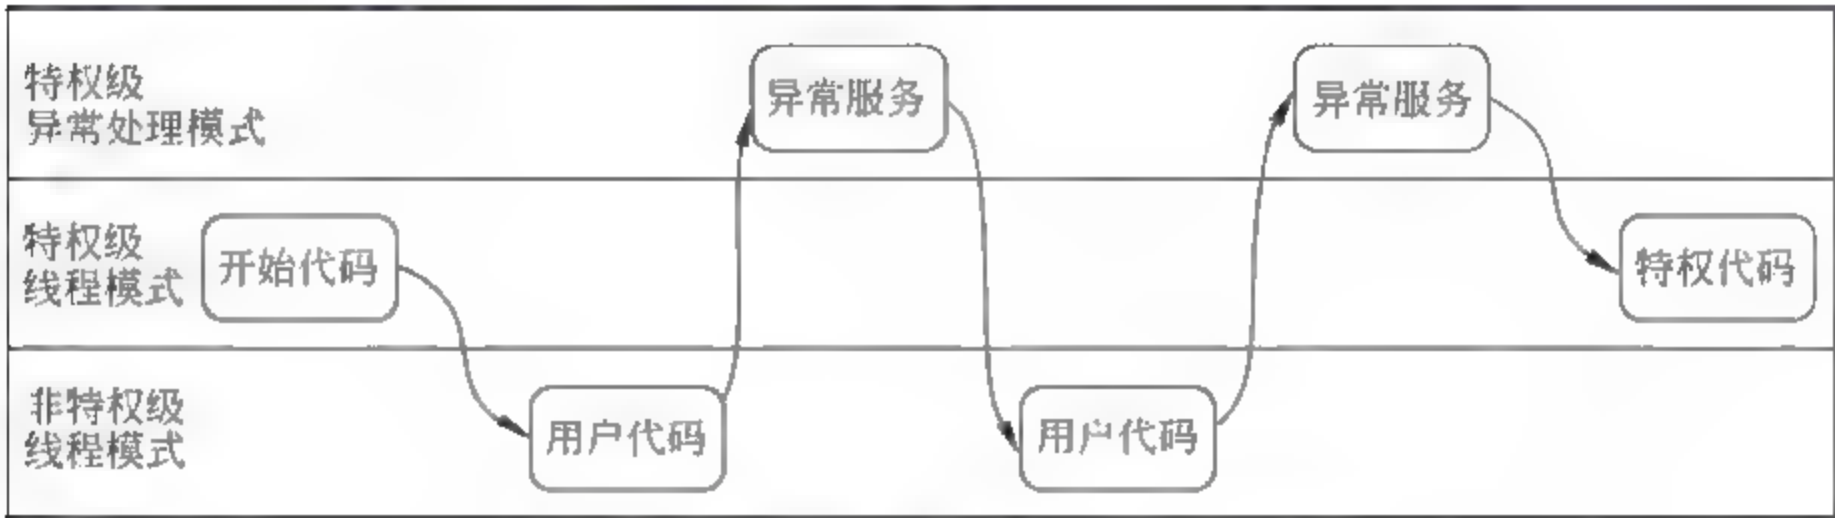 特权级
异常处理模式
异常服务
异常服务
特权级
线程模式
开始代码
特权代码
非特权级
线程模式
用户代码
用户代码